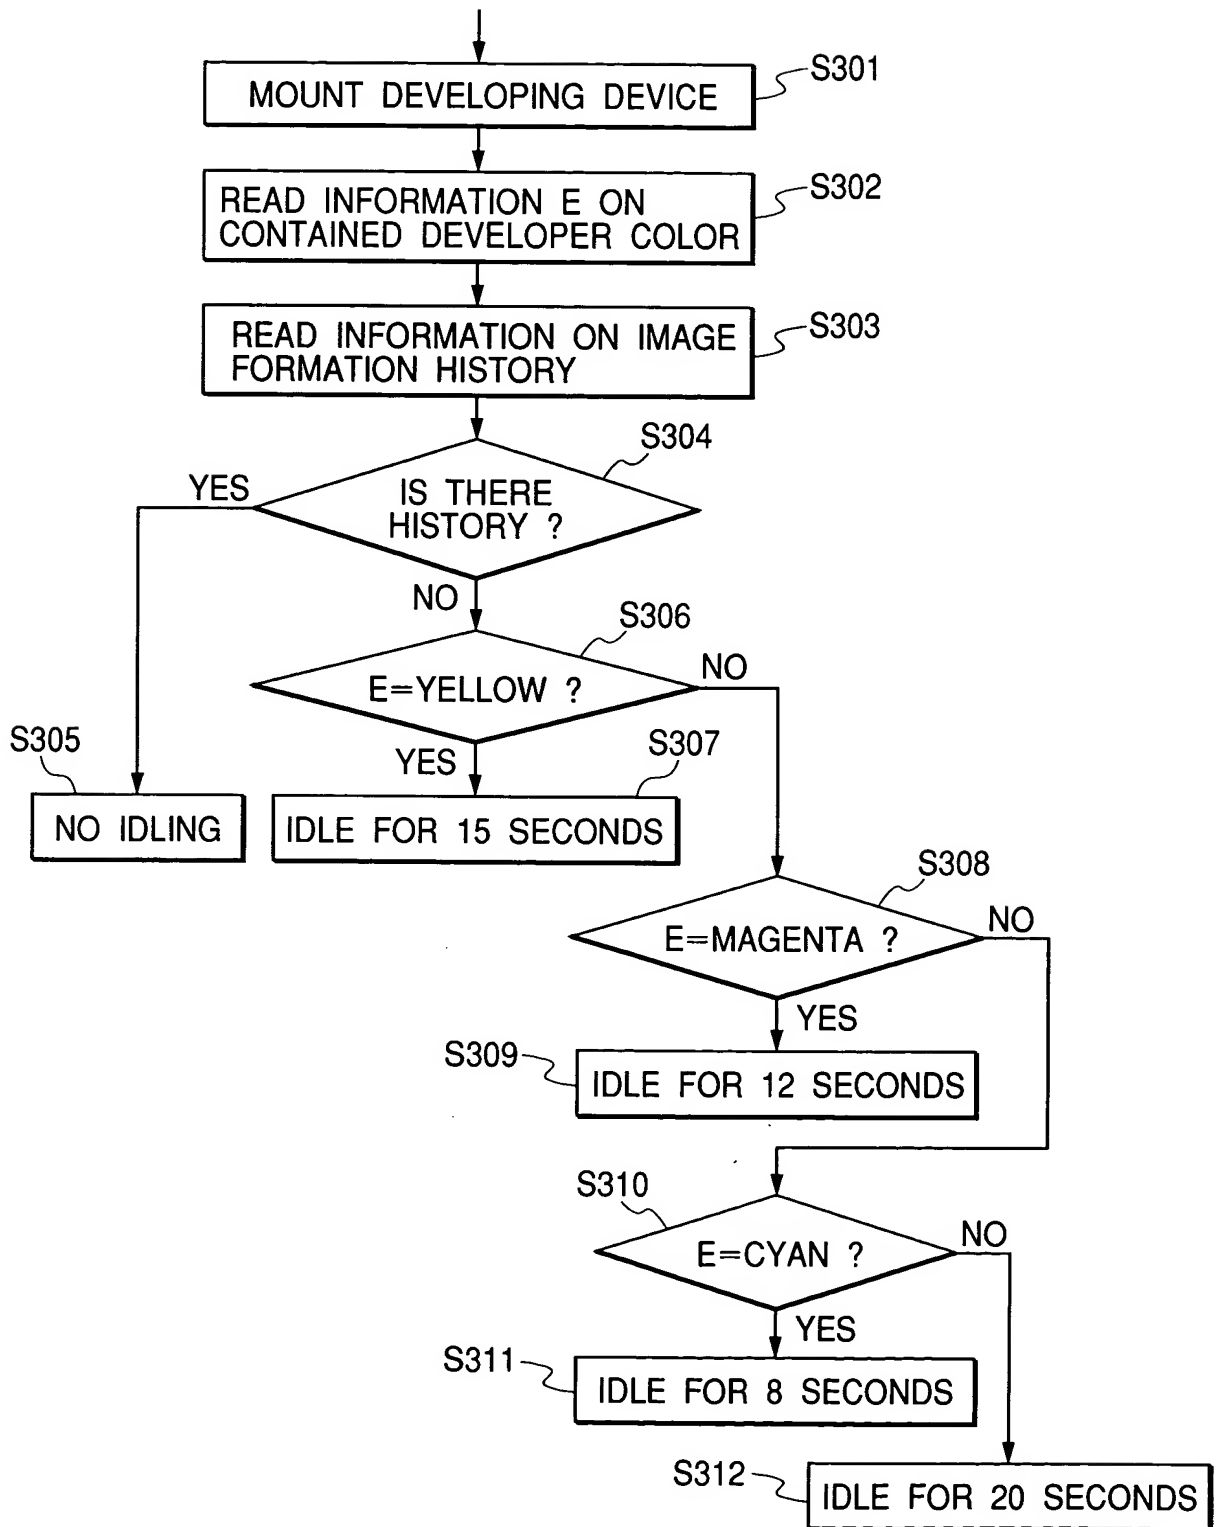 MOUNT DEVELOPING DEVICE
S301
READ INFORMATION E ON
CONTAINED DEVELOPER COLOR
S302
READ INFORMATION ON IMAGE
FORMATION HISTORY
S303
S304
IS THERE
HISTORY ?
YES
NO
S306
E=YELLOW ?
NO
YES
S305
NO IDLING
S307
IDLE FOR 15 SECONDS
S308
E=MAGENTA ?
NO
YES
S309
IDLE FOR 12 SECONDS
S310
E=CYAN ?
NO
YES
S311
IDLE FOR 8 SECONDS
S312
IDLE FOR 20 SECONDS